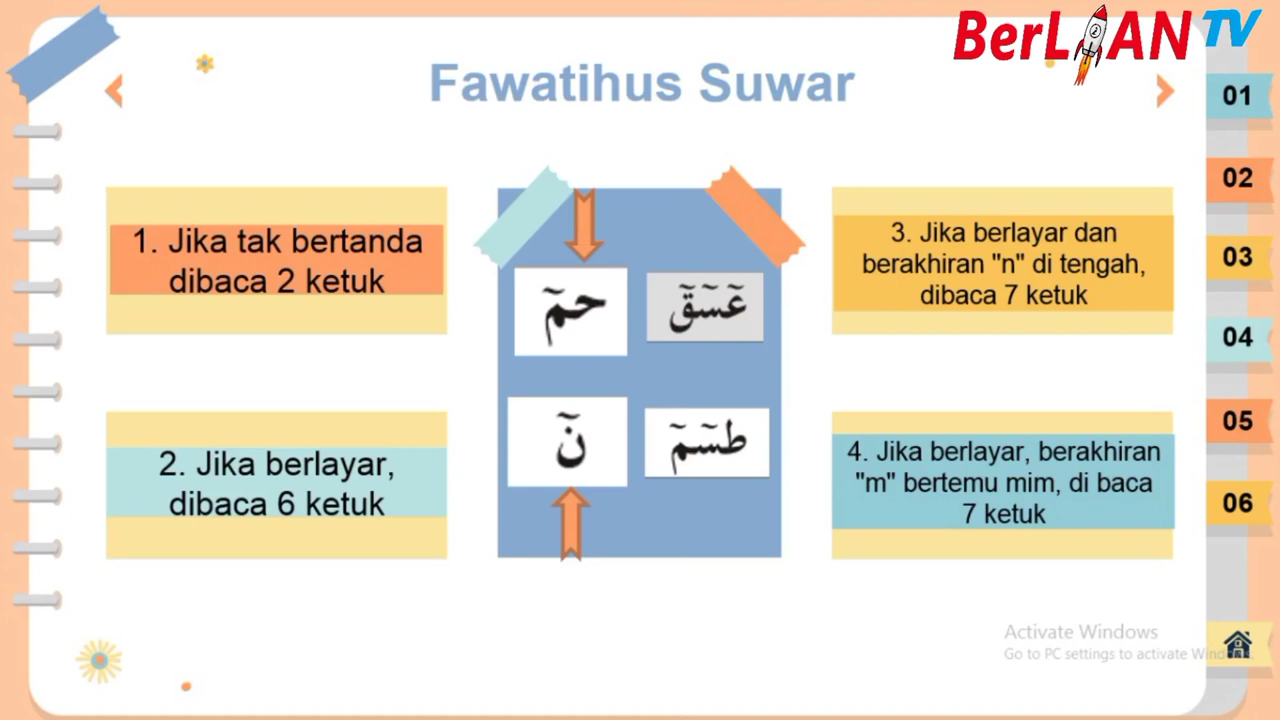 BerLIAN TV
Fawatihus Suwar
1. Jika tak bertanda
dibaca 2 ketuk
2. Jika berlayar,
dibaca 6 ketuk
حمٓ
عٓسٓقٓ
نٓ
طسٓمٓ
3. Jika berlayar dan
berakhiran "n" di tengah,
dibaca 7 ketuk
4. Jika berlayar, berakhiran
"m" bertemu mim, di baca
7 ketuk
01
02
03
04
05
06
Activate Windows
Go to PC settings to activate Windows.